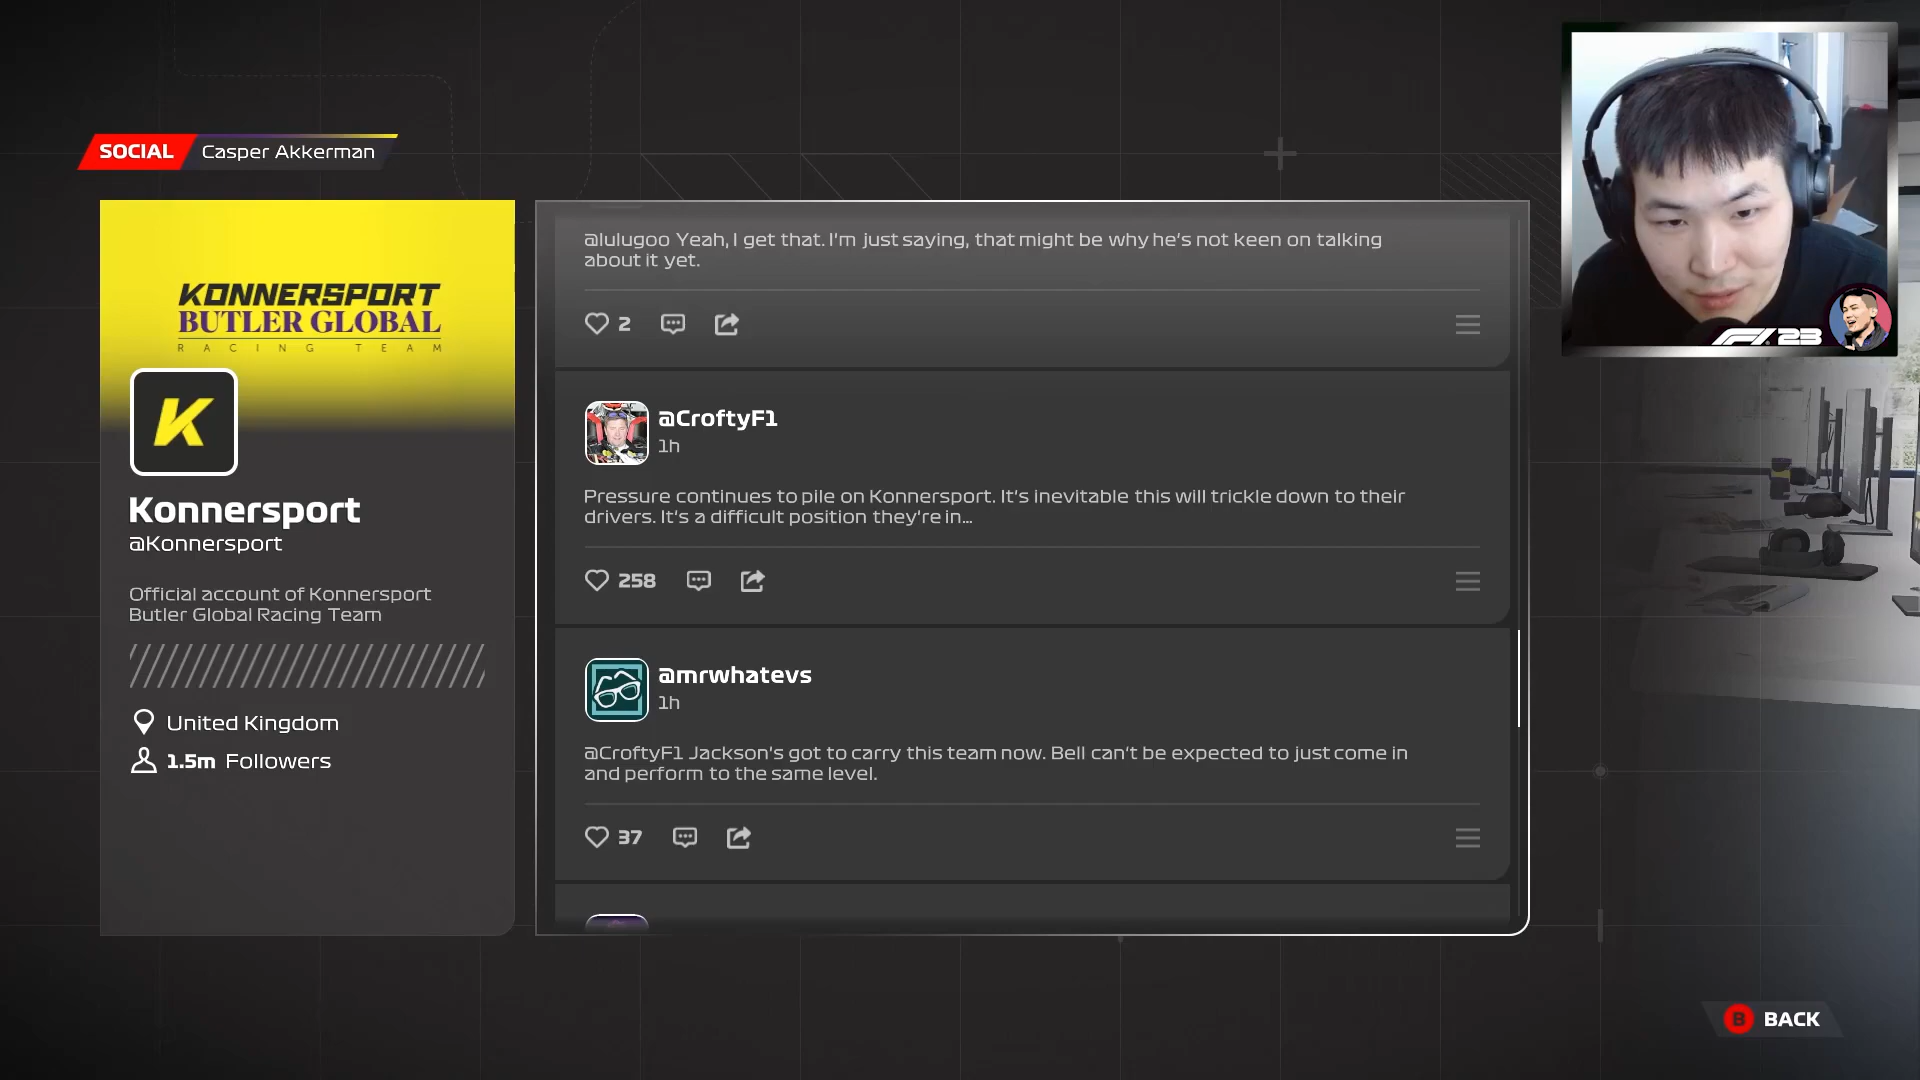 SOCIAL Casper Akkerman
KONNERSPORT
BUTLER GLOBAL
RACING TEAM
K
Konnersport
@Konnersport
Official account of Konnersport
Butler Global Racing Team
United Kingdom
1.5m Followers
@lulugoo Yeah, I get that. I'm just saying, that might be why he's not keen on talking
about it yet.
2
@CroftyF1
1h
Pressure continues to pile on Konnersport. It's inevitable this will trickle down to their
drivers. It's a difficult position they're in...
258
@mrwhatevs
1h
@CroftyF1 Jackson's got to carry this team now. Bell can't be expected to just come in
and perform to the same level.
37
F1 23
B BACK